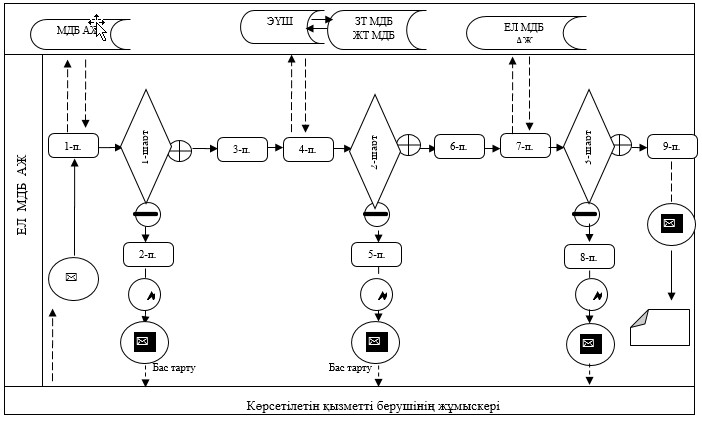 МДБ АЖ
ЭҮШ
ЗТ МДБ
ЖТ МДБ
ЕЛ МДБ
АЖ
ЕЛ МДБ АЖ
1-п.
1-шарт
3-п.
4-п.
2-шарт
6-п.
7-п.
3-шарт
9-п.
2-п.
5-п.
8-п.
Бас тарту
Бас тарту
Көрсетілетін қызметті берушінің жұмыскері